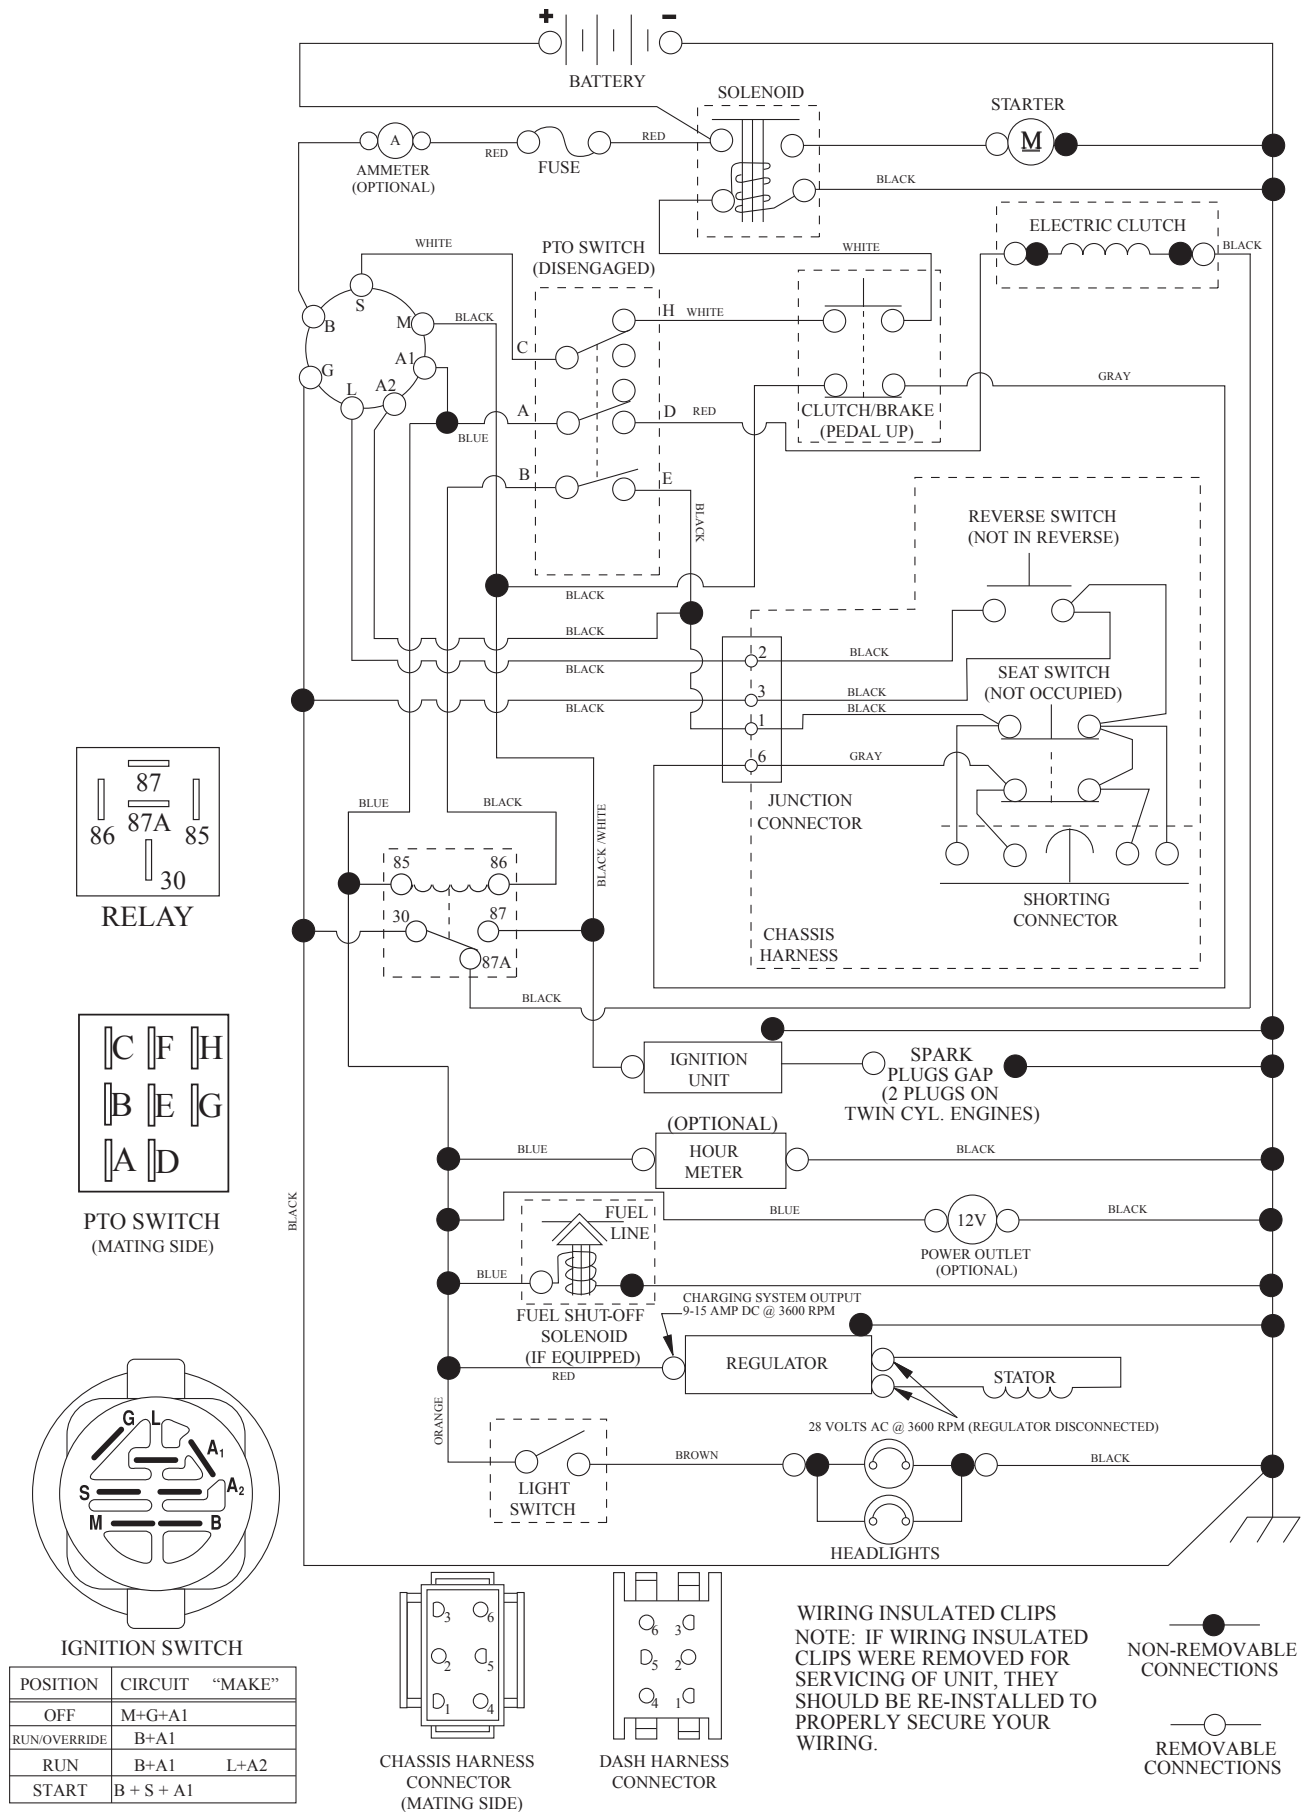 + −
BATTERY
SOLENOID
STARTER
M
RED
A
RED
FUSE
AMMETER
(OPTIONAL)
BLACK
ELECTRIC CLUTCH
BLACK
WHITE
PTO SWITCH
(DISENGAGED)
WHITE
S
B
M
BLACK
H
WHITE
G
A1
C
L
A2
GRAY
CLUTCH/BRAKE
(PEDAL UP)
A
D
RED
BLUE
B
E
BLACK
REVERSE SWITCH
(NOT IN REVERSE)
BLACK
BLACK
BLACK
2
BLACK
SEAT SWITCH
(NOT OCCUPIED)
3
BLACK
BLACK
BLACK
1
6
GRAY
JUNCTION
CONNECTOR
87
87A
86
85
30
RELAY
BLUE
BLACK
BLACK /WHITE
85
86
30
87
87A
SHORTING
CONNECTOR
CHASSIS
HARNESS
BLACK
C F H
B E G
A D
PTO SWITCH
(MATING SIDE)
IGNITION
UNIT
SPARK
PLUGS GAP
(2 PLUGS ON
TWIN CYL. ENGINES)
(OPTIONAL)
HOUR
METER
BLUE
BLACK
BLACK
FUEL
LINE
BLUE
12V
BLACK
POWER OUTLET
(OPTIONAL)
BLUE
FUEL SHUT-OFF
SOLENOID
(IF EQUIPPED)
CHARGING SYSTEM OUTPUT
9-15 AMP DC @ 3600 RPM
REGULATOR
RED
STATOR
28 VOLTS AC @ 3600 RPM (REGULATOR DISCONNECTED)
ORANGE
LIGHT
SWITCH
BROWN
BLACK
HEADLIGHTS
G L
A1
S
A2
M
B
IGNITION SWITCH
POSITION CIRCUIT “MAKE”
OFF M+G+A1
RUN/OVERRIDE B+A1
RUN B+A1 L+A2
START B + S + A1
3 6
2 5
1 4
CHASSIS HARNESS
CONNECTOR
(MATING SIDE)
6 3
5 2
4 1
DASH HARNESS
CONNECTOR
WIRING INSULATED CLIPS
NOTE: IF WIRING INSULATED
CLIPS WERE REMOVED FOR
SERVICING OF UNIT, THEY
SHOULD BE RE-INSTALLED TO
PROPERLY SECURE YOUR
WIRING.
NON-REMOVABLE
CONNECTIONS
REMOVABLE
CONNECTIONS